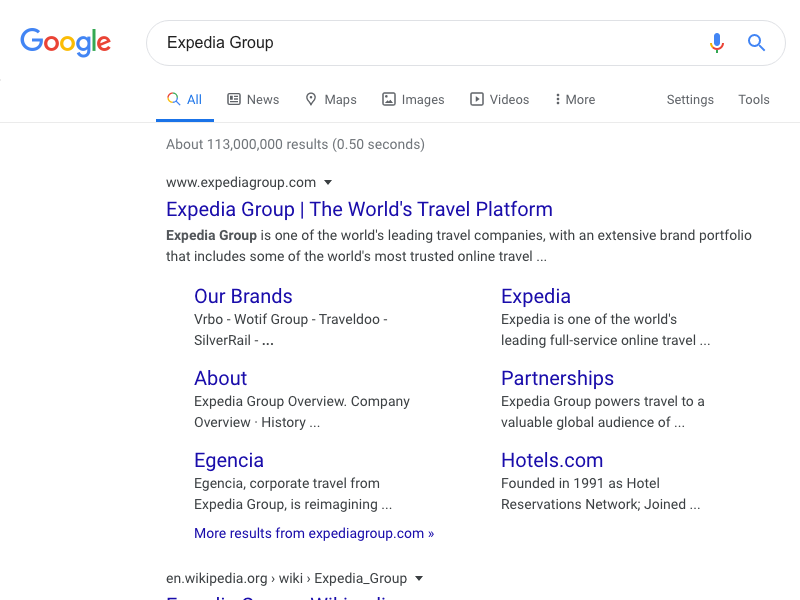 Google
Expedia Group
All
News
Maps
Images
Videos
More
Settings
Tools
About 113,000,000 results (0.50 seconds)
www.expediagroup.com
Expedia Group | The World's Travel Platform
Expedia Group is one of the world's leading travel companies, with an extensive brand portfolio
that includes some of the world's most trusted online travel ...
Our Brands
Vrbo - Wotif Group - Traveldoo -
SilverRail - ...
Expedia
Expedia is one of the world's
leading full-service online travel ...
About
Expedia Group Overview. Company
Overview · History ...
Partnerships
Expedia Group powers travel to a
valuable global audience of ...
Egencia
Egencia, corporate travel from
Expedia Group, is reimagining ...
Hotels.com
Founded in 1991 as Hotel
Reservations Network; Joined ...
More results from expediagroup.com »
en.wikipedia.org › wiki › Expedia_Group